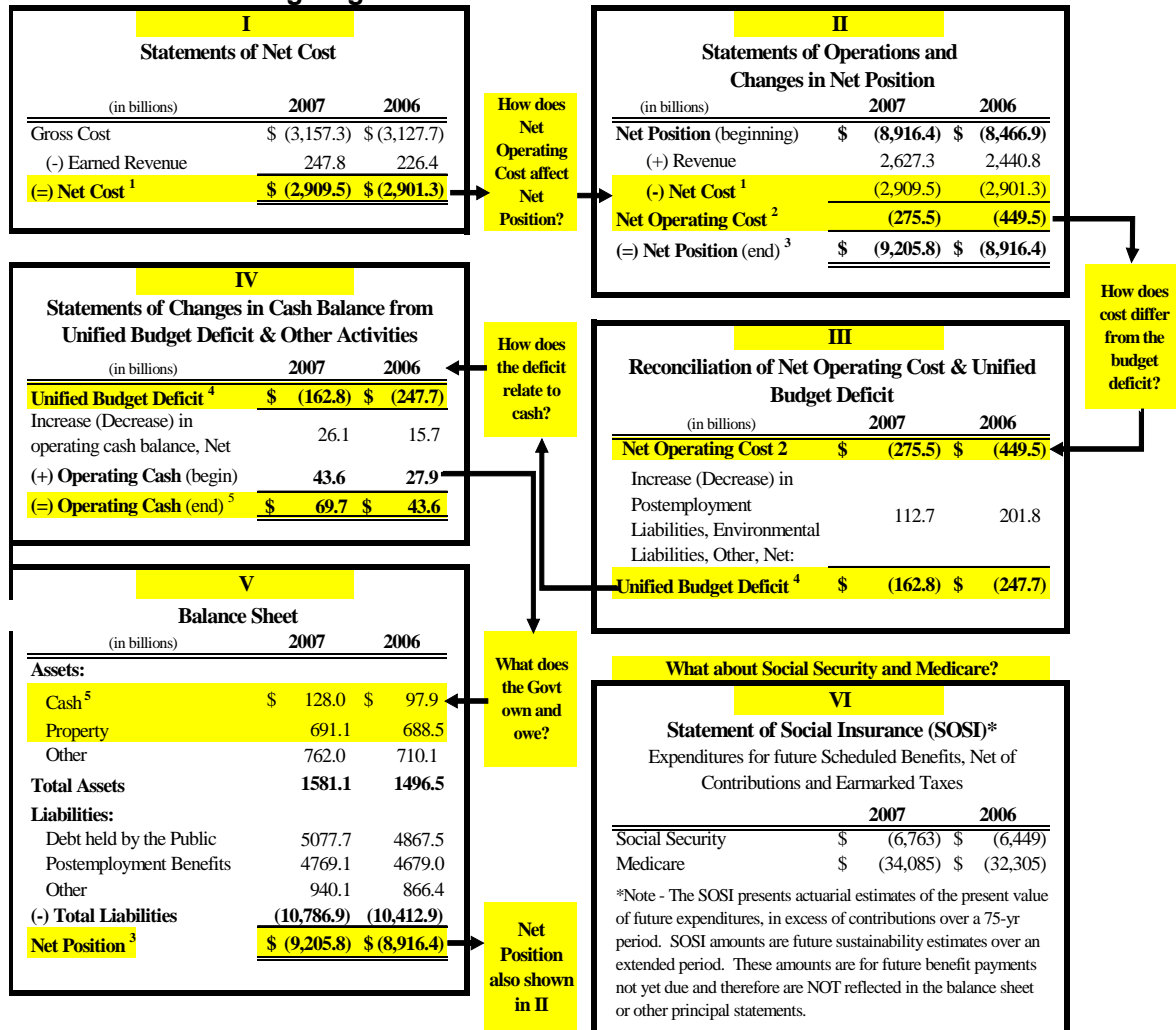 I
Statements of Net Cost
(in billions) 2007 2006
Gross Cost $ (3,157.3) $ (3,127.7)
(-) Earned Revenue 247.8 226.4
(=) Net Cost 1 $ (2,909.5) $ (2,901.3)
How does
Net
Operating
Cost affect
Net
Position?
II
Statements of Operations and
Changes in Net Position
(in billions) 2007 2006
Net Position (beginning) $ (8,916.4) $ (8,466.9)
(+) Revenue 2,627.3 2,440.8
(-) Net Cost 1 (2,909.5) (2,901.3)
Net Operating Cost 2 (275.5) (449.5)
(=) Net Position (end) 3 $ (9,205.8) $ (8,916.4)
How does
cost differ
from the
budget
deficit?
III
Reconciliation of Net Operating Cost & Unified
Budget Deficit
(in billions) 2007 2006
Net Operating Cost 2 $ (275.5) $ (449.5)
Increase (Decrease) in
Postemployment
Liabilities, Environmental
Liabilities, Other, Net:
112.7 201.8
Unified Budget Deficit 4 $ (162.8) $ (247.7)
How does
the deficit
relate to
cash?
IV
Statements of Changes in Cash Balance from
Unified Budget Deficit & Other Activities
(in billions) 2007 2006
Unified Budget Deficit 4 $ (162.8) $ (247.7)
Increase (Decrease) in
operating cash balance, Net 26.1 15.7
(+) Operating Cash (begin) 43.6 27.9
(=) Operating Cash (end) 5 $ 69.7 $ 43.6
What does
the Govt
own and
owe?
V
Balance Sheet
(in billions) 2007 2006
Assets:
Cash 5 $ 128.0 $ 97.9
Property 691.1 688.5
Other 762.0 710.1
Total Assets 1581.1 1496.5
Liabilities:
Debt held by the Public 5077.7 4867.5
Postemployment Benefits 4769.1 4679.0
Other 940.1 866.4
(-) Total Liabilities (10,786.9) (10,412.9)
Net Position 3 $ (9,205.8) $ (8,916.4)
Net
Position
also shown
in II
What about Social Security and Medicare?
VI
Statement of Social Insurance (SOSI)*
Expenditures for future Scheduled Benefits, Net of
Contributions and Earmarked Taxes
2007 2006
Social Security $ (6,763) $ (6,449)
Medicare $ (34,085) $ (32,305)
*Note - The SOSI presents actuarial estimates of the present value
of future expenditures, in excess of contributions over a 75-yr
period. SOSI amounts are future sustainability estimates over an
extended period. These amounts are for future benefit payments
not yet due and therefore are NOT reflected in the balance sheet
or other principal statements.